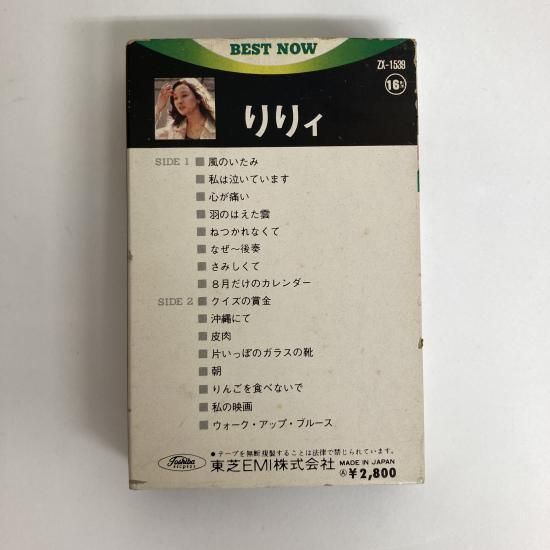 BEST NOW
ZX-1539
16モ
りりィ
SIDE 1 風のいたみ
私は泣いています
心が痛い
羽のはえた雲
ねつかれなくて
なぜ〜後奏
さみしくて
8月だけのカレンダー
SIDE 2 クイズの賞金
沖縄にて
皮肉
片いっぽのガラスの靴
朝
りんごを食べないで
私の映画
ウォーク・アップ・ブルース
●テープを無断複製することは法律で禁じられています。
Toshiba RECORDS 東芝EMI株式会社 MADE IN JAPAN
Ⓐ¥2,800